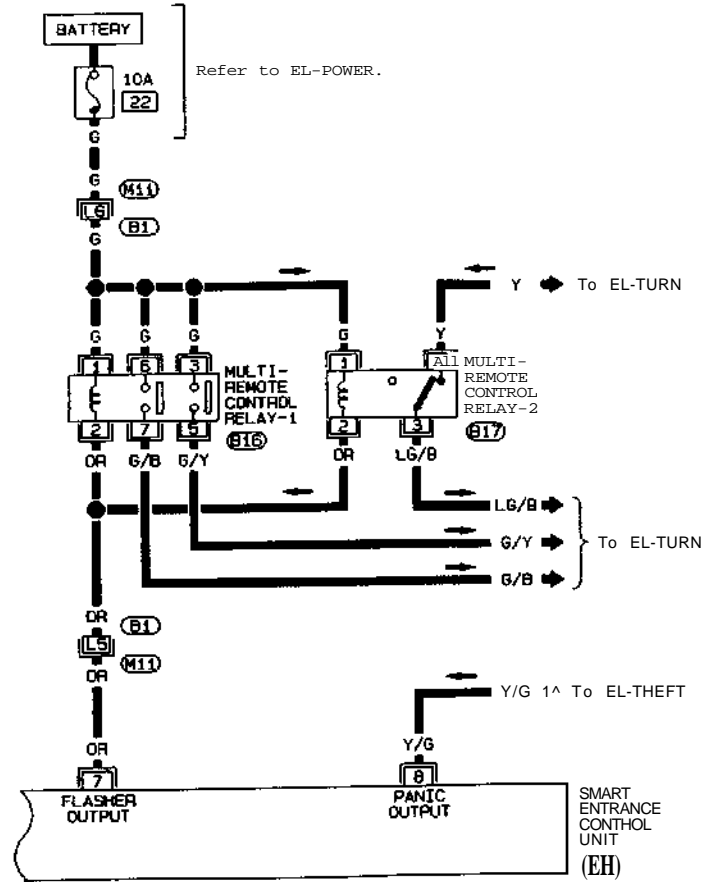 BATTERY
Refer to EL-POWER.
10A
22
G
G
M11
L6
B1
G
Y To EL-TURN
G G G G Y
1 6 3 1 All
MULTI-
REMOTE
CONTROL
RELAY-1
MULTI-
REMOTE
CONTROL
RELAY-2
2 7 5 2 3
B16
B17
OR G/B G/Y OR LG/B
LG/B
G/Y To EL-TURN
G/B
OR
B1
L5
M11
OR
Y/G 1^ To EL-THEFT
OR Y/G
7 8
FLASHER
OUTPUT
PANIC
OUTPUT
SMART
ENTRANCE
CONTHOL
UNIT
(EH)